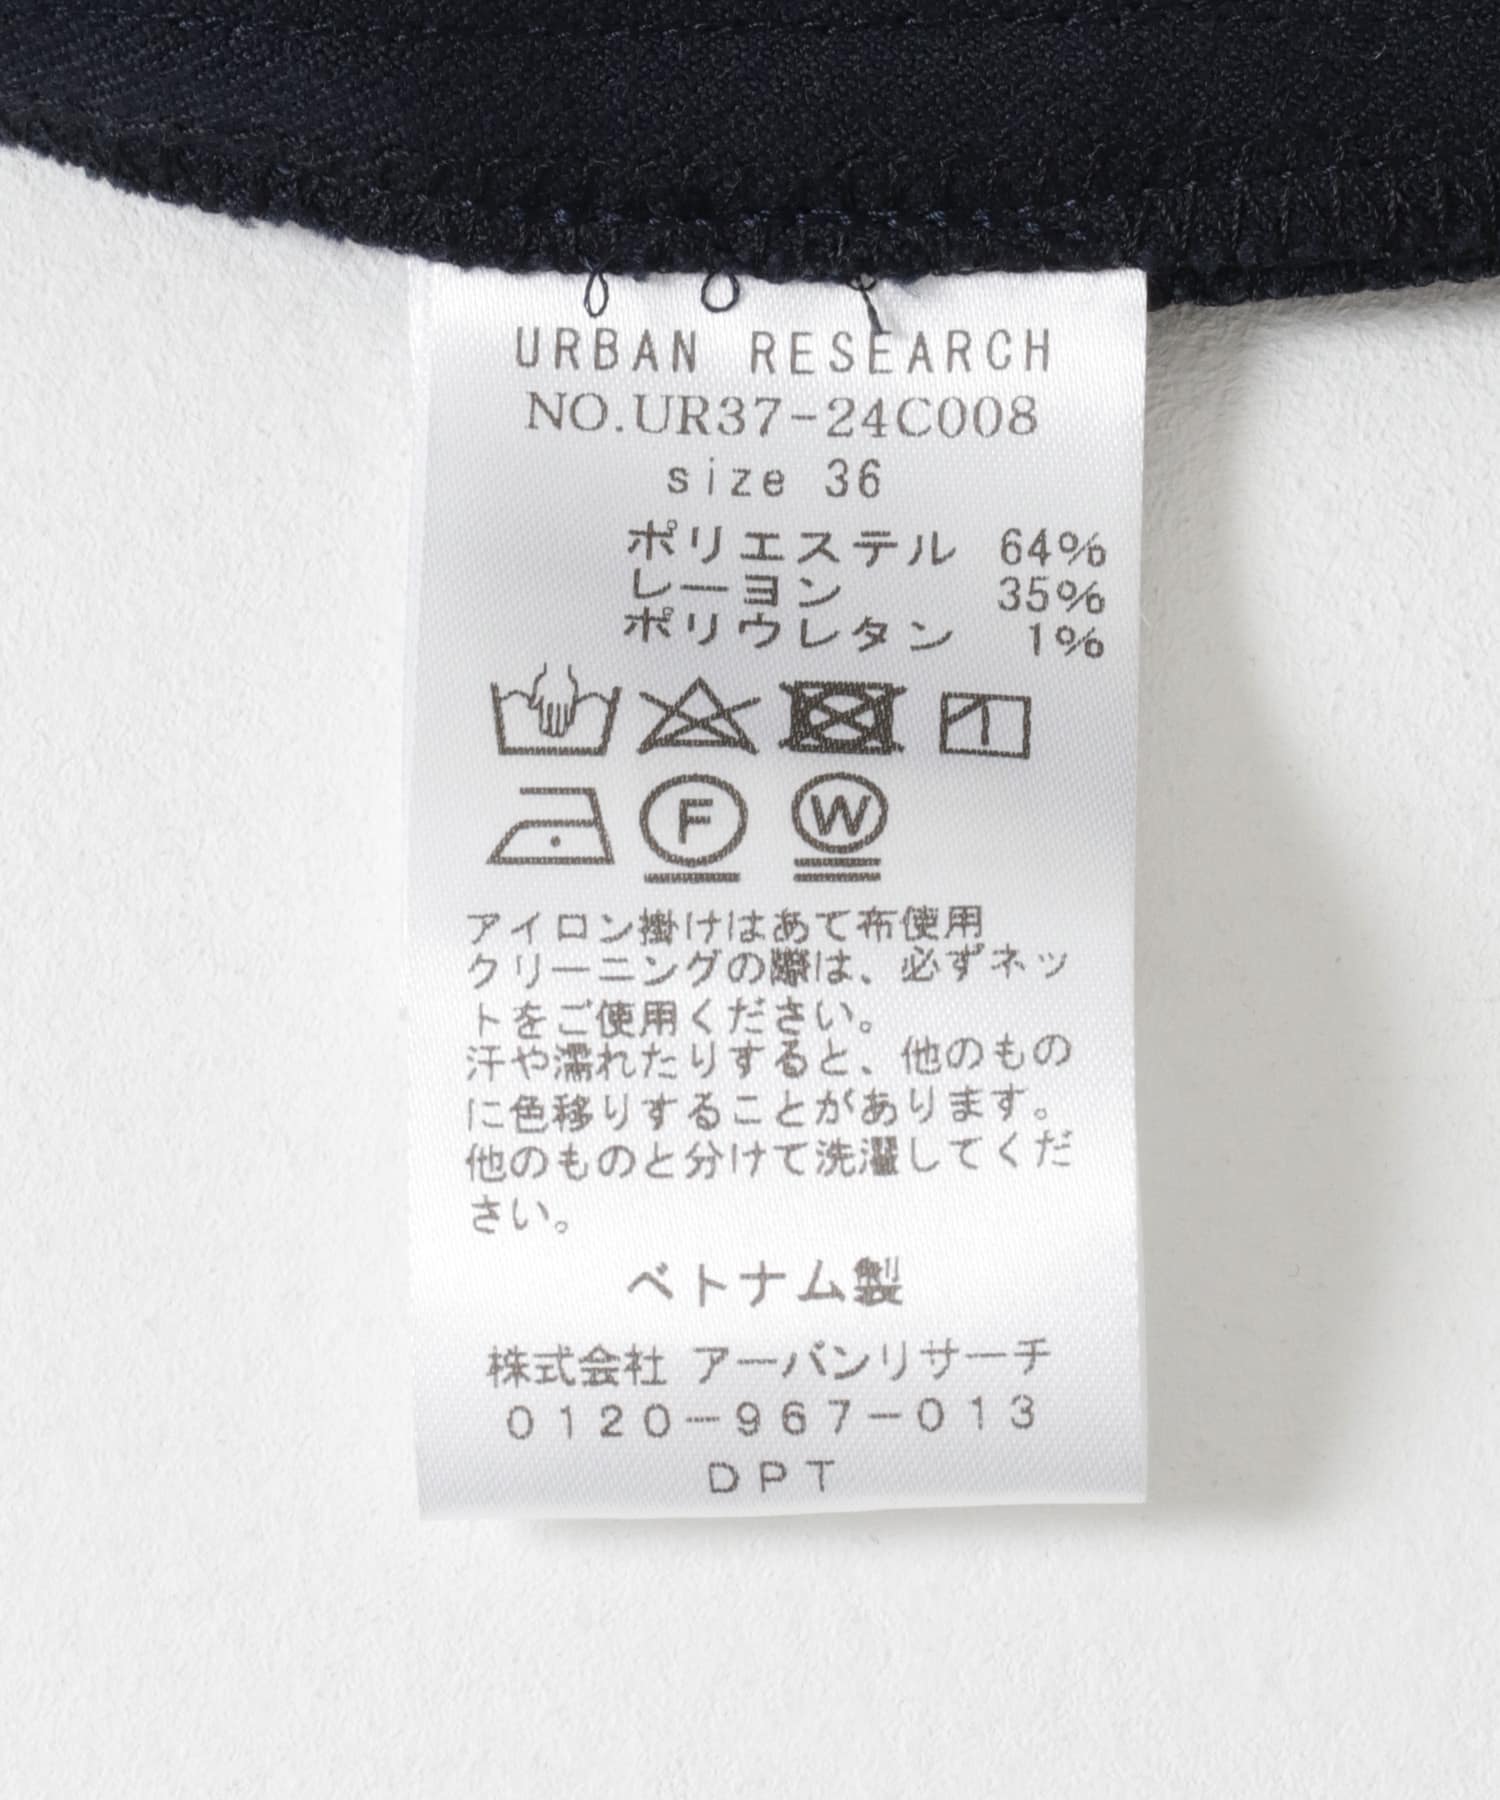 URBAN RESEARCH
NO.UR37-24C008
size 36
ポリエステル 64%
レーヨン 35%
ポリウレタン 1%
F W
アイロン掛けはあて布使用
クリーニングの際は、必ずネッ
トをご使用ください。
汗や濡れたりすると、他のもの
に色移りすることがあります。
他のものと分けて洗濯してくだ
さい。
ベトナム製
株式会社 アーバンリサーチ
0120-967-013
DPT